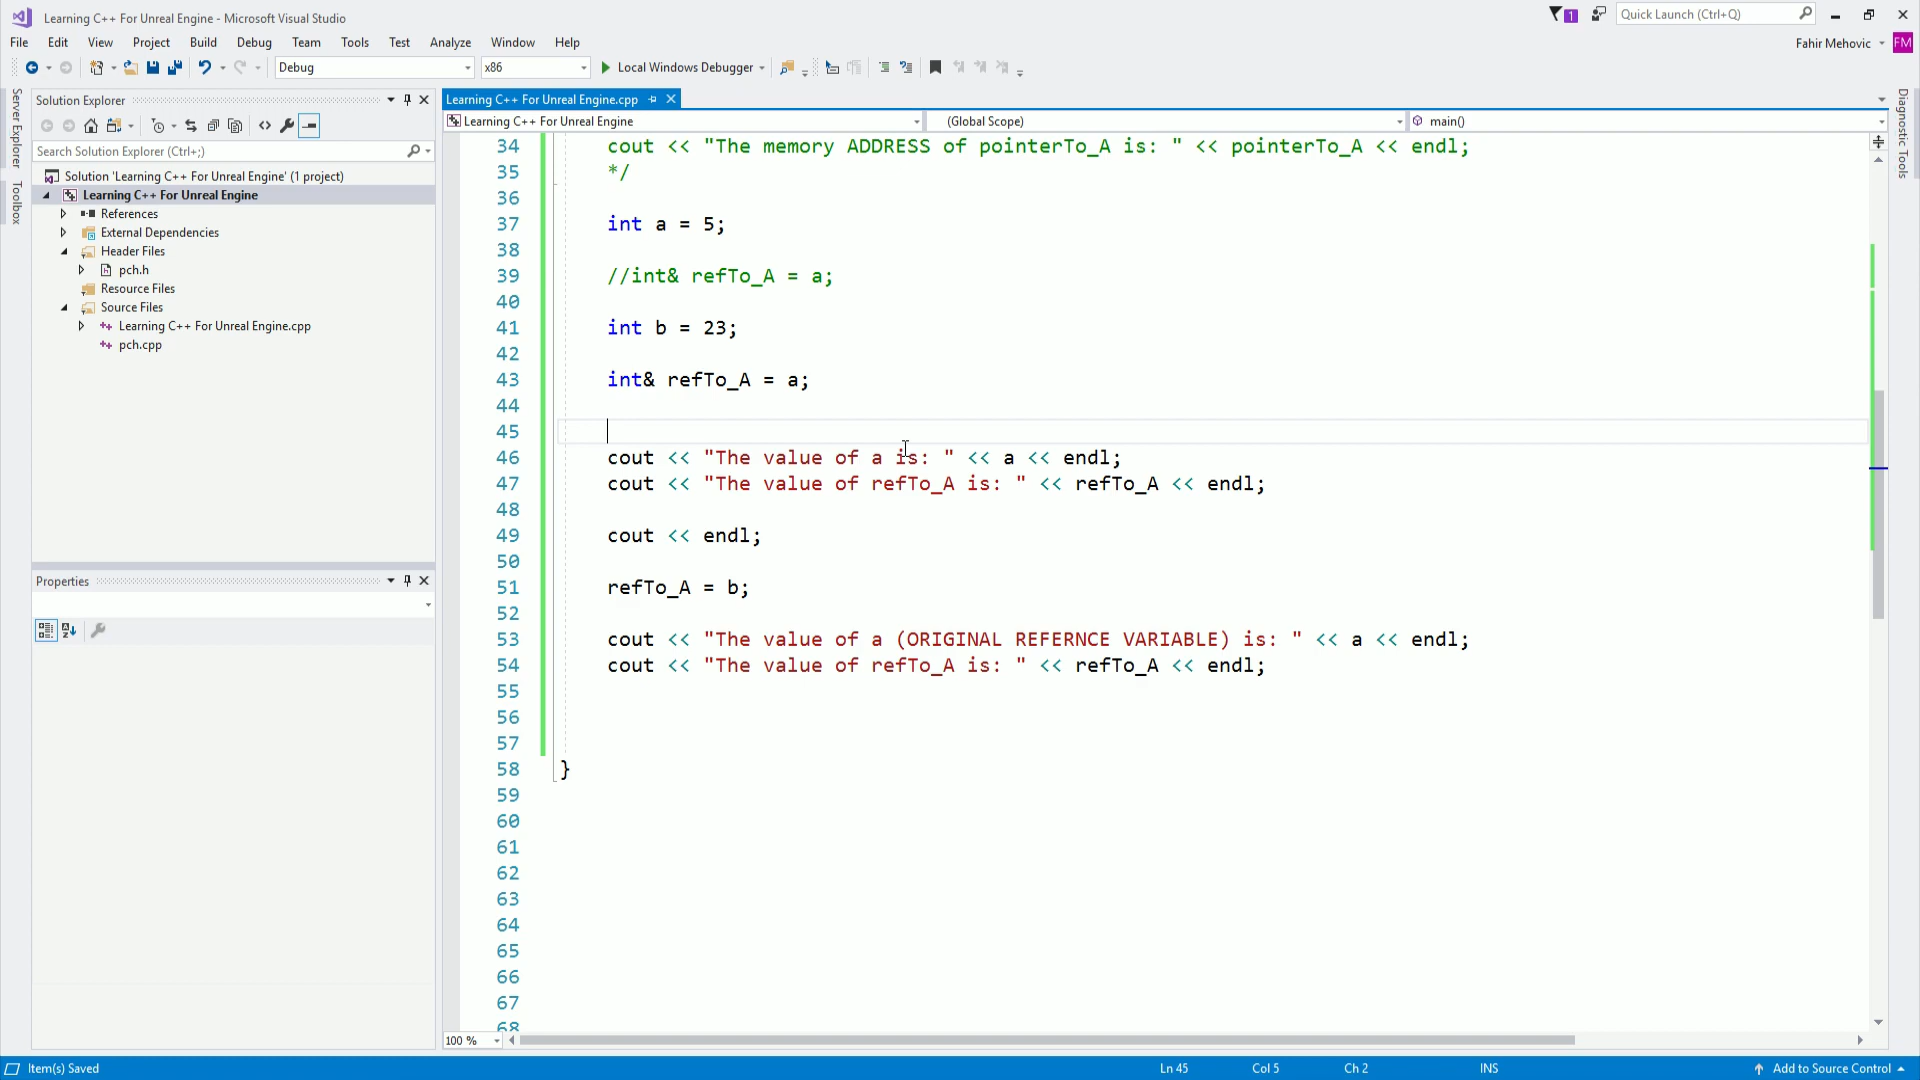 Learning C++ For Unreal Engine - Microsoft Visual Studio
1
Quick Launch (Ctrl+Q)
File Edit View Project Build Debug Team Tools Test Analyze Window Help
Fahir Mehovic FM
Debug x86 Local Windows Debugger
Server Explorer
Toolbox
Solution Explorer
Search Solution Explorer (Ctrl+;)
Solution 'Learning C++ For Unreal Engine' (1 project)
Learning C++ For Unreal Engine
References
External Dependencies
Header Files
pch.h
Resource Files
Source Files
Learning C++ For Unreal Engine.cpp
pch.cpp
Properties
Learning C++ For Unreal Engine.cpp
Learning C++ For Unreal Engine (Global Scope) main()
34 cout << "The memory ADDRESS of pointerTo_A is: " << pointerTo_A << endl;
35 */
36
37 int a = 5;
38
39 //int& refTo_A = a;
40
41 int b = 23;
42
43 int& refTo_A = a;
44
45
46 cout << "The value of a is: " << a << endl;
47 cout << "The value of refTo_A is: " << refTo_A << endl;
48
49 cout << endl;
50
51 refTo_A = b;
52
53 cout << "The value of a (ORIGINAL REFERNCE VARIABLE) is: " << a << endl;
54 cout << "The value of refTo_A is: " << refTo_A << endl;
55
56
57
58 }
59
60
61
62
63
64
65
66
67
68
100 %
Diagnostic Tools
Item(s) Saved Ln 45 Col 5 Ch 2 INS Add to Source Control